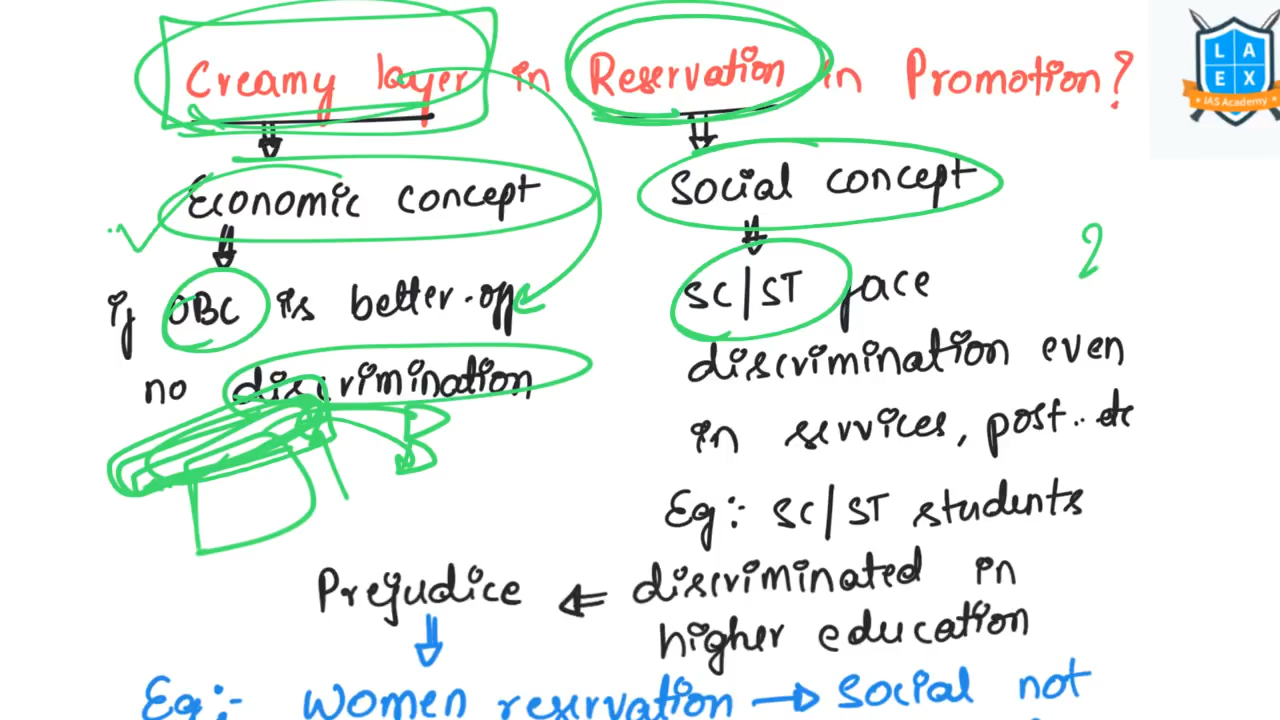 Creamy layer in Reservation in Promotion?
L A
E X
IAS Academy
Economic concept
Social concept
if OBC is better-off
no discrimination
SC/ST face
discrimination even
in services, post.. etc
Eg:- SC/ST students
discriminated in
higher education
Prejudice
Eg:- Women reservation → Social not